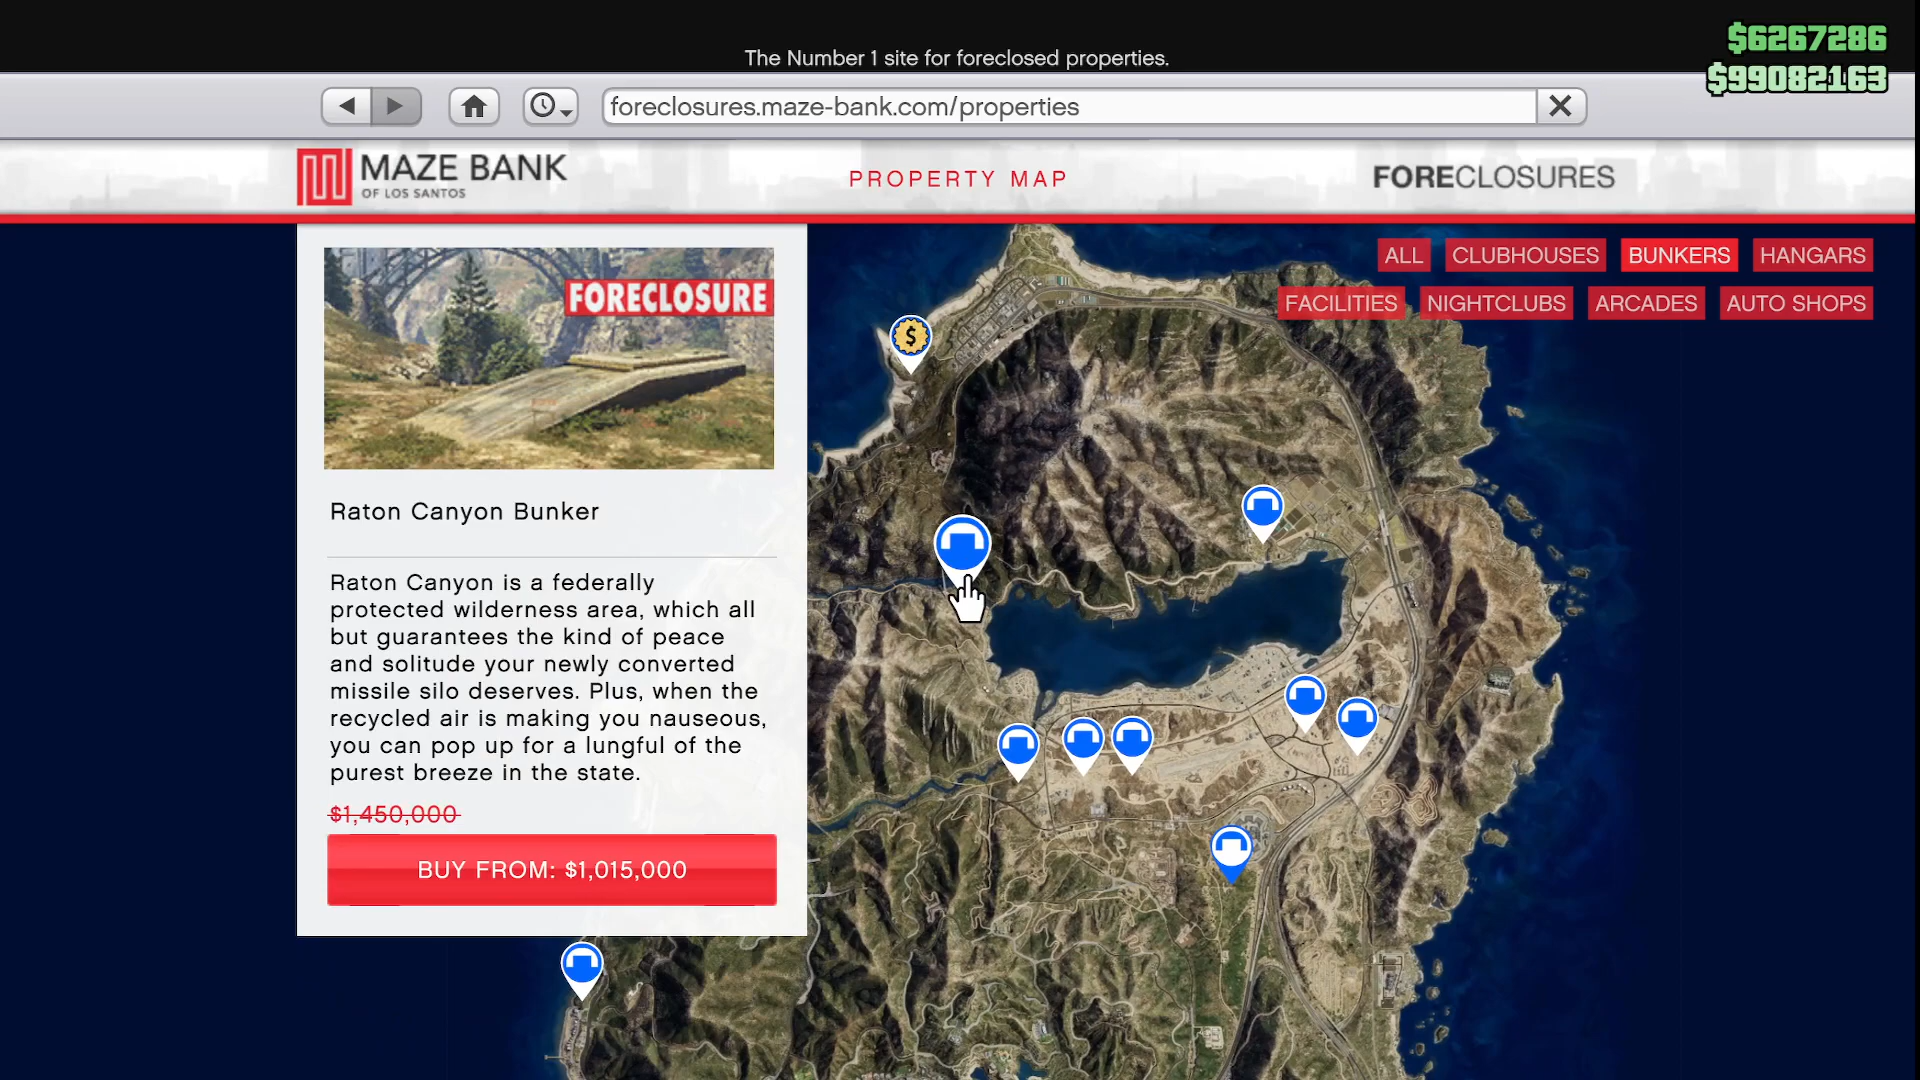 $6267286
The Number 1 site for foreclosed properties.
$99082163
foreclosures.maze-bank.com/properties
MAZE BANK
OF LOS SANTOS
PROPERTY MAP
FORECLOSURES
ALL
CLUBHOUSES
BUNKERS
HANGARS
FACILITIES
NIGHTCLUBS
ARCADES
AUTO SHOPS
FORECLOSURE
Raton Canyon Bunker
Raton Canyon is a federally
protected wilderness area, which all
but guarantees the kind of peace
and solitude your newly converted
missile silo deserves. Plus, when the
recycled air is making you nauseous,
you can pop up for a lungful of the
purest breeze in the state.
$1,450,000
BUY FROM: $1,015,000
$